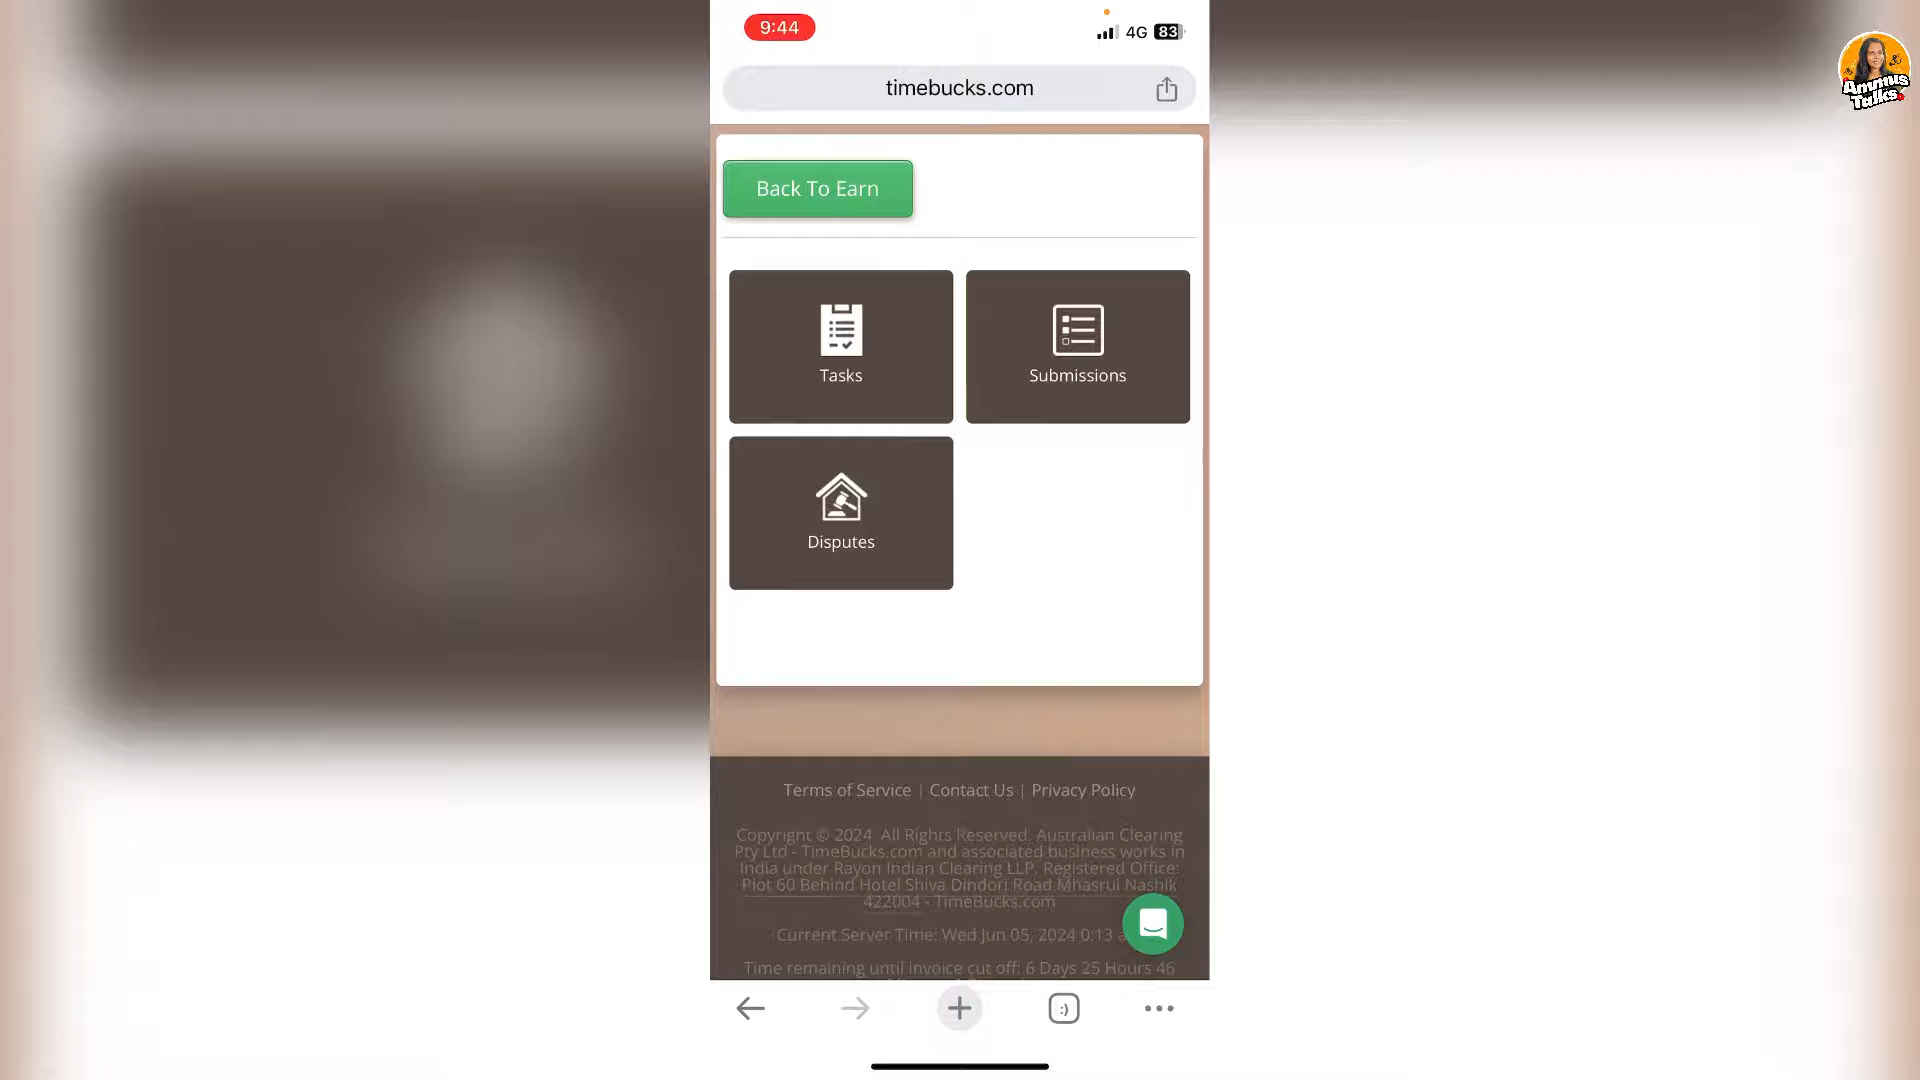 9:44
4G 83
Ammus
Talks
timebucks.com
Back To Earn
Tasks
Submissions
Disputes
Terms of Service | Contact Us | Privacy Policy
Copyright © 2024 All Rights Reserved. Australian Clearing
Pty Ltd - TimeBucks.com and associated business works in
India under Rayon Indian Clearing LLP. Registered Office:
Plot 60 Behind Hotel Shiva Dindori Road Mhasrul Nashik
422004 - TimeBucks.com
Current Server Time: Wed Jun 05, 2024 0:13 a
Time remaining until invoice cut off: 6 Days 25 Hours 46
:)